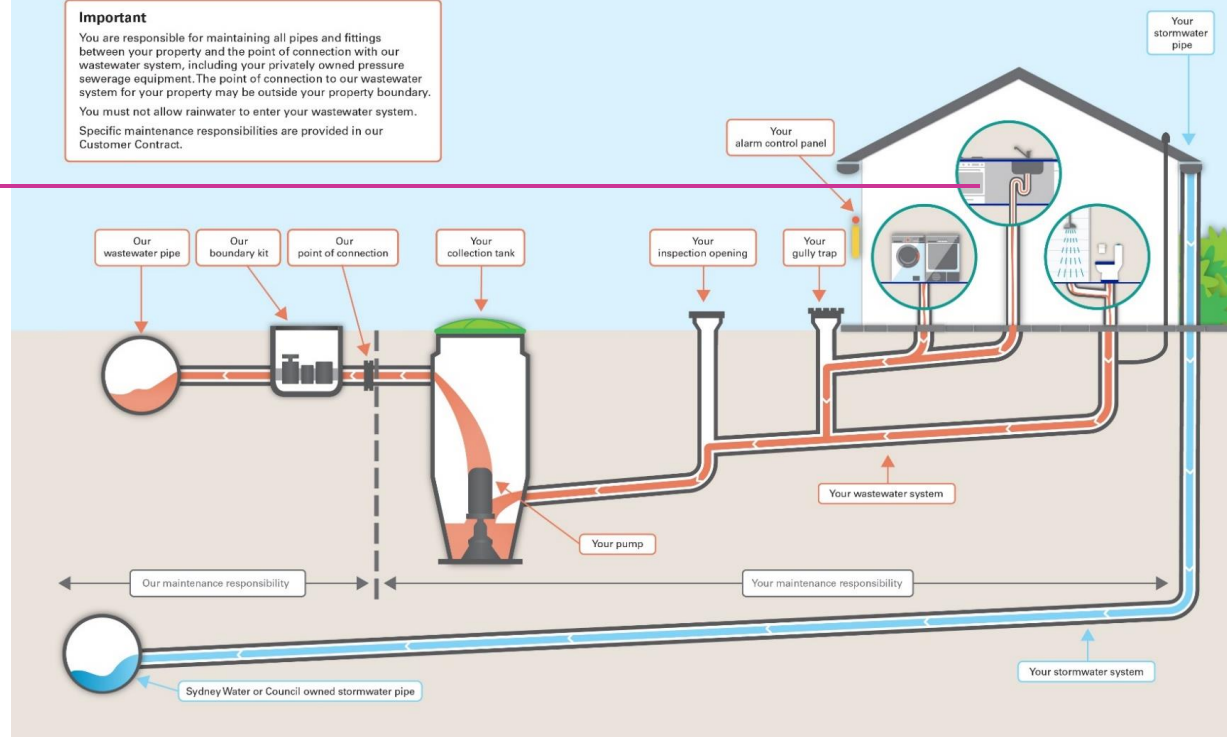 Important
You are responsible for maintaining all pipes and fittings
between your property and the point of connection with our
wastewater system, including your privately owned pressure
sewerage equipment. The point of connection to our wastewater
system for your property may be outside your property boundary.
You must not allow rainwater to enter your wastewater system.
Specific maintenance responsibilities are provided in our
Customer Contract.
Your
stormwater
pipe
Your
alarm control panel
Our
wastewater pipe
Our
boundary kit
Our
point of connection
Your
collection tank
Your
inspection opening
Your
gully trap
Your wastewater system
Your pump
Our maintenance responsibility
Your maintenance responsibility
Your stormwater system
Sydney Water or Council owned stormwater pipe